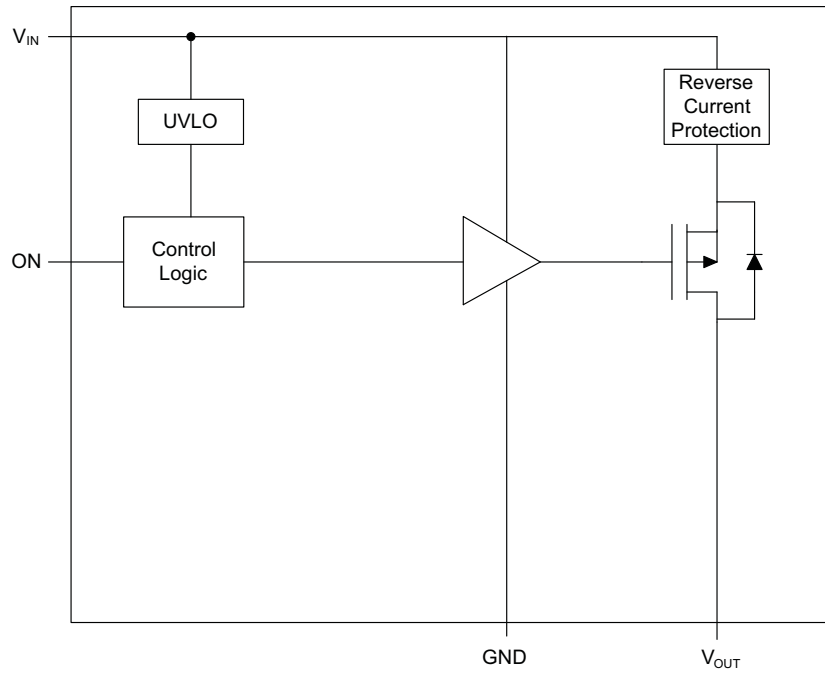 VIN
Reverse
Current
Protection
UVLO
ON
Control
Logic
GND
VOUT